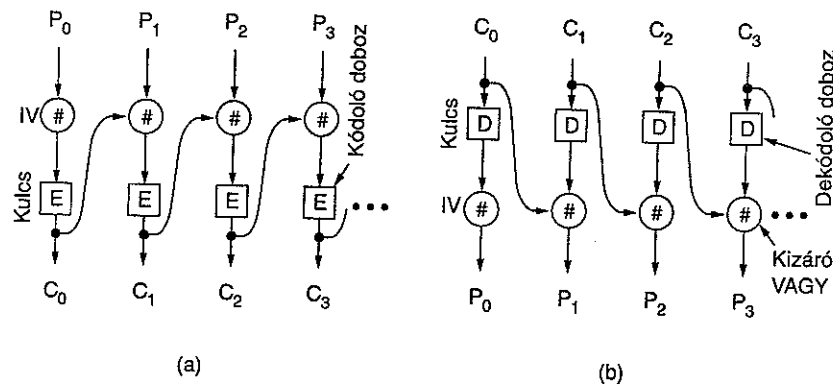 P0 P1 P2 P3
IV # # # #
Kulcs
E E E E
Kódoló doboz
C0 C1 C2 C3
(a)
C0 C1 C2 C3
Kulcs
D D D D
Dekódoló doboz
IV # # # #
Kizáró
VAGY
P0 P1 P2 P3
(b)